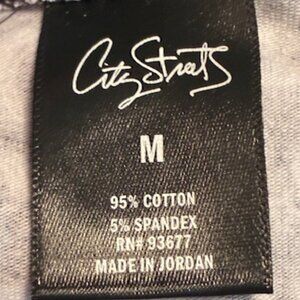 City Streets
M
95% COTTON
5% SPANDEX
RN# 93677
MADE IN JORDAN